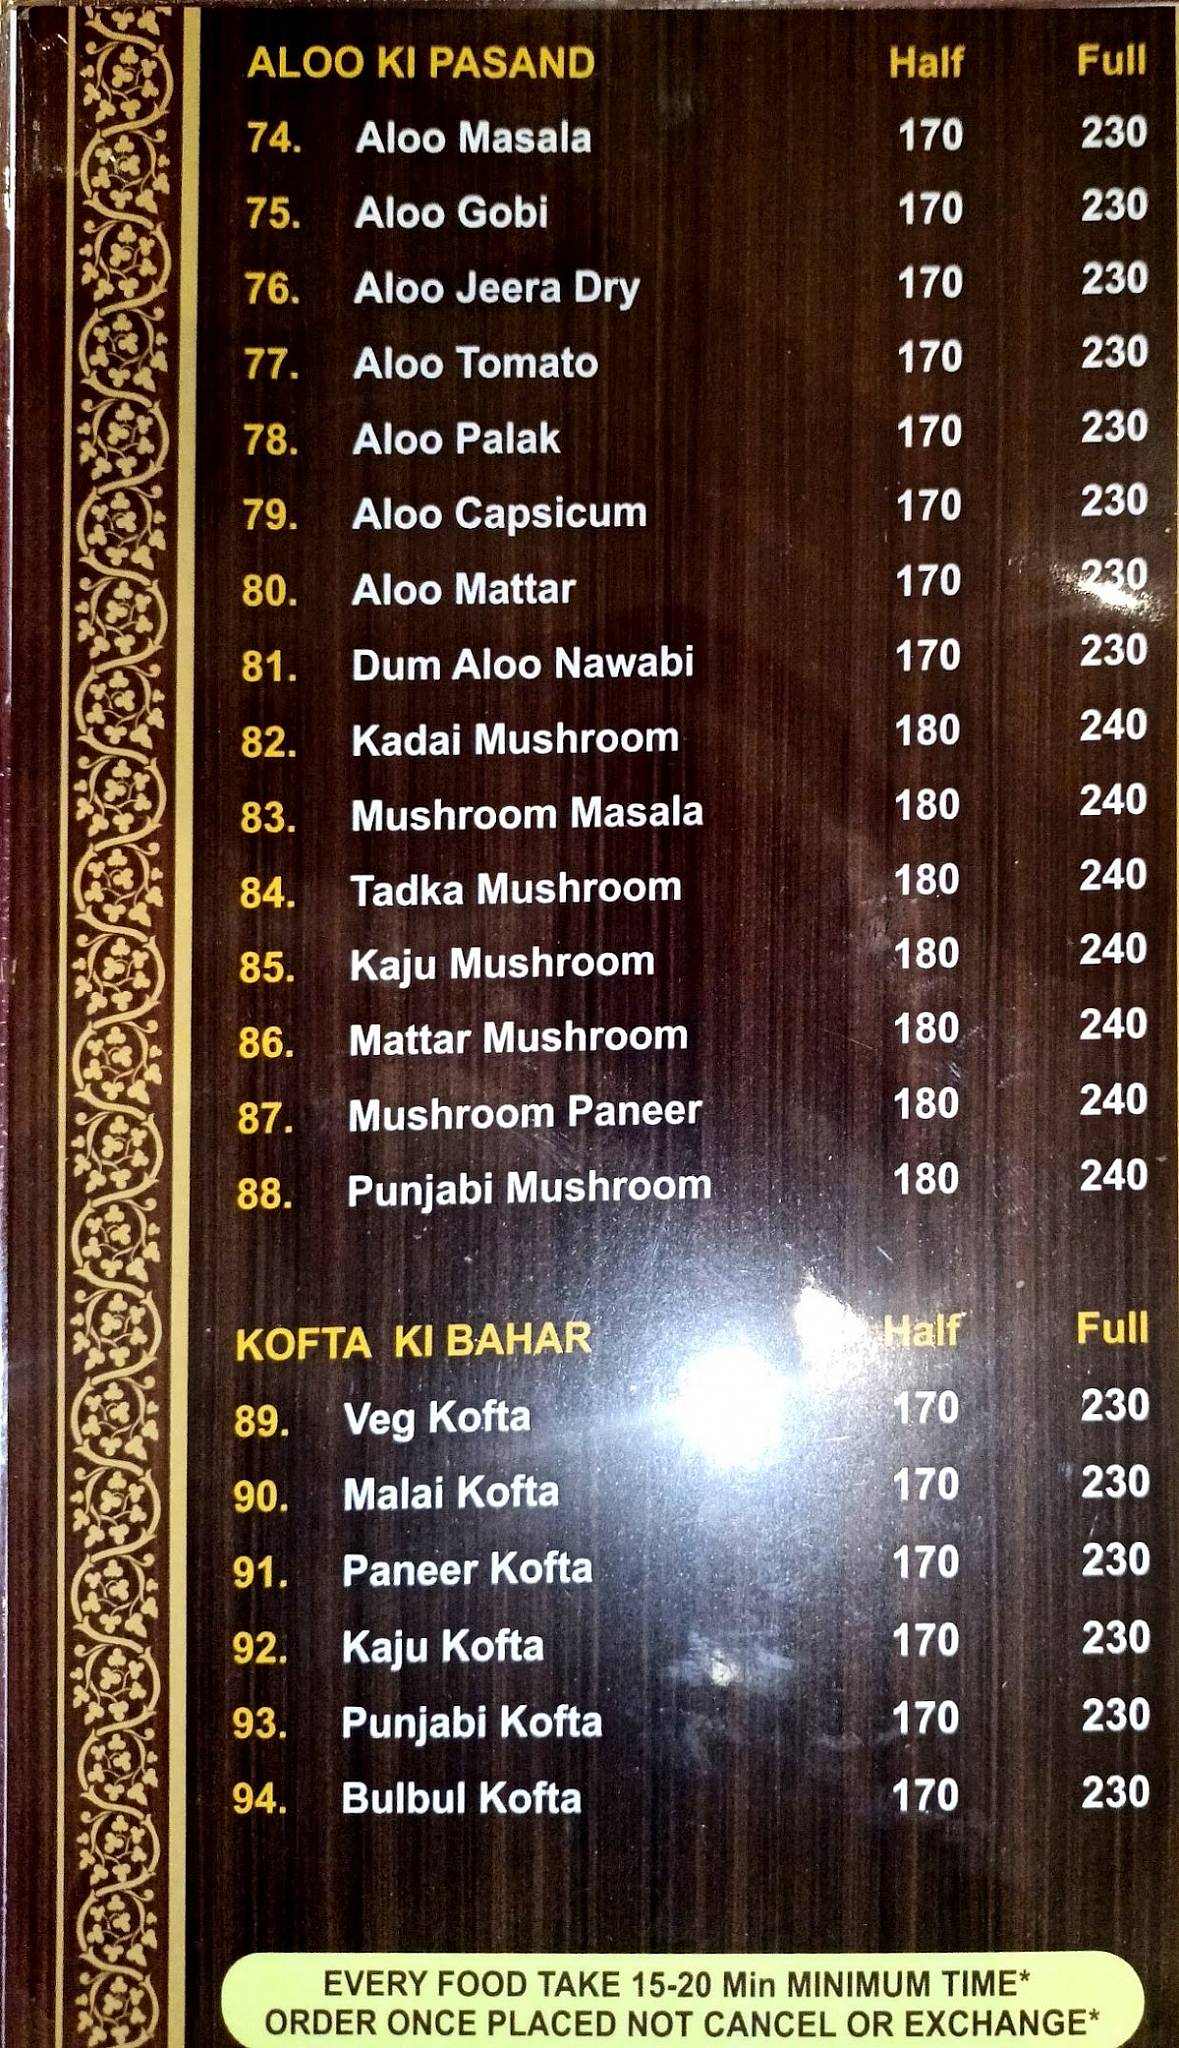 ALOO KI PASAND Half Full
74. Aloo Masala 170 230
75. Aloo Gobi 170 230
76. Aloo Jeera Dry 170 230
77. Aloo Tomato 170 230
78. Aloo Palak 170 230
79. Aloo Capsicum 170 230
80. Aloo Mattar 170 230
81. Dum Aloo Nawabi 170 230
82. Kadai Mushroom 180 240
83. Mushroom Masala 180 240
84. Tadka Mushroom 180 240
85. Kaju Mushroom 180 240
86. Mattar Mushroom 180 240
87. Mushroom Paneer 180 240
88. Punjabi Mushroom 180 240
KOFTA KI BAHAR Half Full
89. Veg Kofta 170 230
90. Malai Kofta 170 230
91. Paneer Kofta 170 230
92. Kaju Kofta 170 230
93. Punjabi Kofta 170 230
94. Bulbul Kofta 170 230
EVERY FOOD TAKE 15-20 Min MINIMUM TIME*
ORDER ONCE PLACED NOT CANCEL OR EXCHANGE*